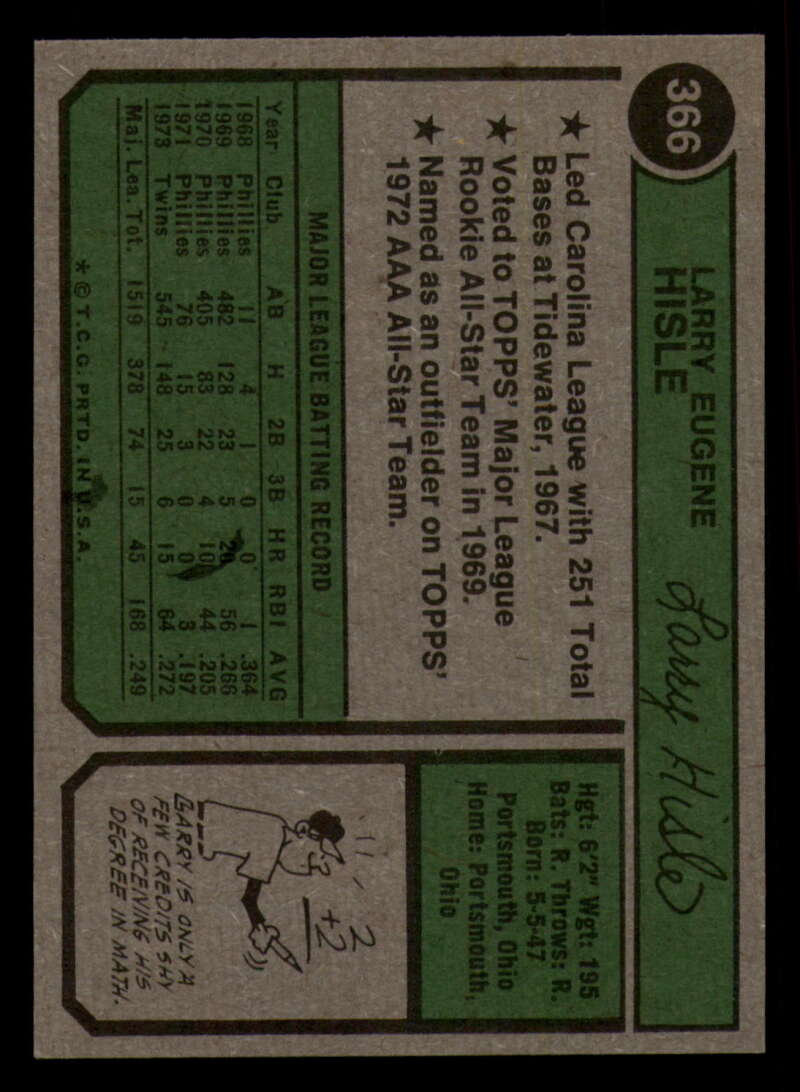 366
LARRY EUGENE
HISLE
Larry Hisle
★ Led Carolina League with 251 Total
Bases at Tidewater, 1967.
★ Voted to TOPPS' Major League
Rookie All-Star Team in 1969.
★ Named as an outfielder on TOPPS'
1972 AAA All-Star Team.
MAJOR LEAGUE BATTING RECORD
Year Club AB H 2B 3B HR RBI AVG
1968 Phillies 11 4 1 0 0 1 .364
1969 Phillies 482 128 23 5 20 56 .266
1970 Phillies 405 83 22 4 10 44 .205
1971 Phillies 76 15 3 0 0 3 .197
1973 Twins 545 148 25 6 15 64 .272
Maj. Lea. Tot. 1519 378 74 15 45 168 .249
* © T.C.G. PRTD. IN U.S.A.
Hgt: 6'2" Wgt: 195
Bats: R. Throws: R.
Born: 5-5-47
Portsmouth, Ohio
Home: Portsmouth,
Ohio
2
+2
LARRY IS ONLY A
FEW CREDITS SHY
OF RECEIVING HIS
DEGREE IN MATH.